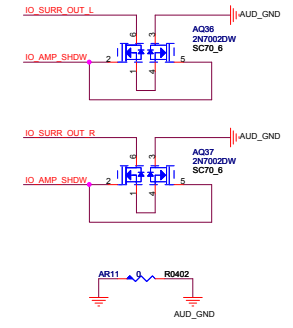 IO_SURR_OUT_L
AUD_GND
6
3
AQ36
2N7002DW
SC70_6
IO_AMP_SHDW
2
5
1
4
IO_SURR_OUT_R
AUD_GND
6
3
AQ37
2N7002DW
SC70_6
IO_AMP_SHDW
2
5
1
4
AR11 0 R0402
AUD_GND